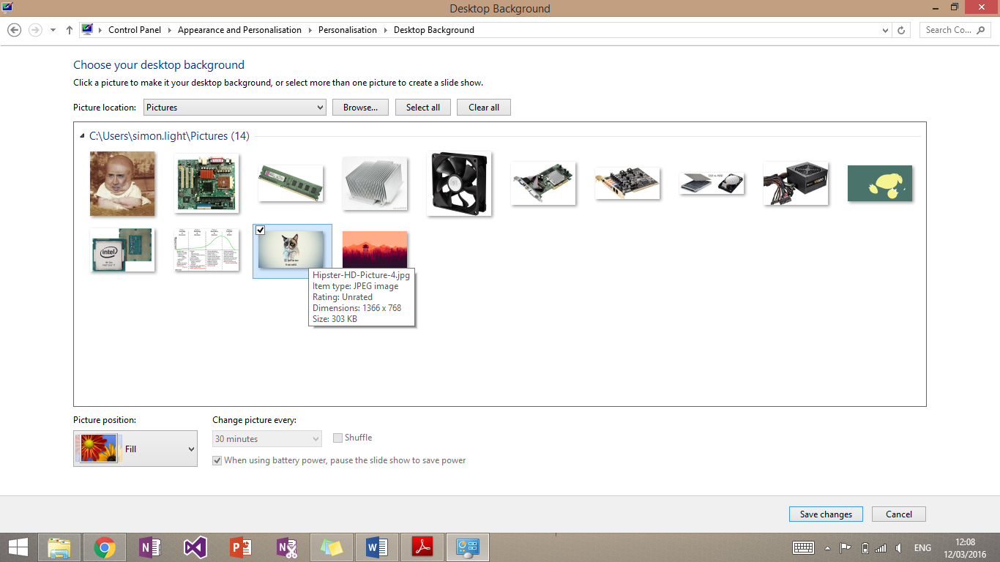 Desktop Background
Control Panel Appearance and Personalisation Personalisation Desktop Background
Search Co...
Choose your desktop background
Click a picture to make it your desktop background, or select more than one picture to create a slide show.
Picture location: Pictures Browse... Select all Clear all
C:\Users\simon.light\Pictures (14)
SSD vs. HDD
intel
Hipster-HD-Picture-4.jpg
Item type: JPEG image
Rating: Unrated
Dimensions: 1366 x 768
Size: 303 KB
Picture position: Change picture every:
Fill 30 minutes Shuffle
When using battery power, pause the slide show to save power
Save changes Cancel
ENG
12:08
12/03/2016